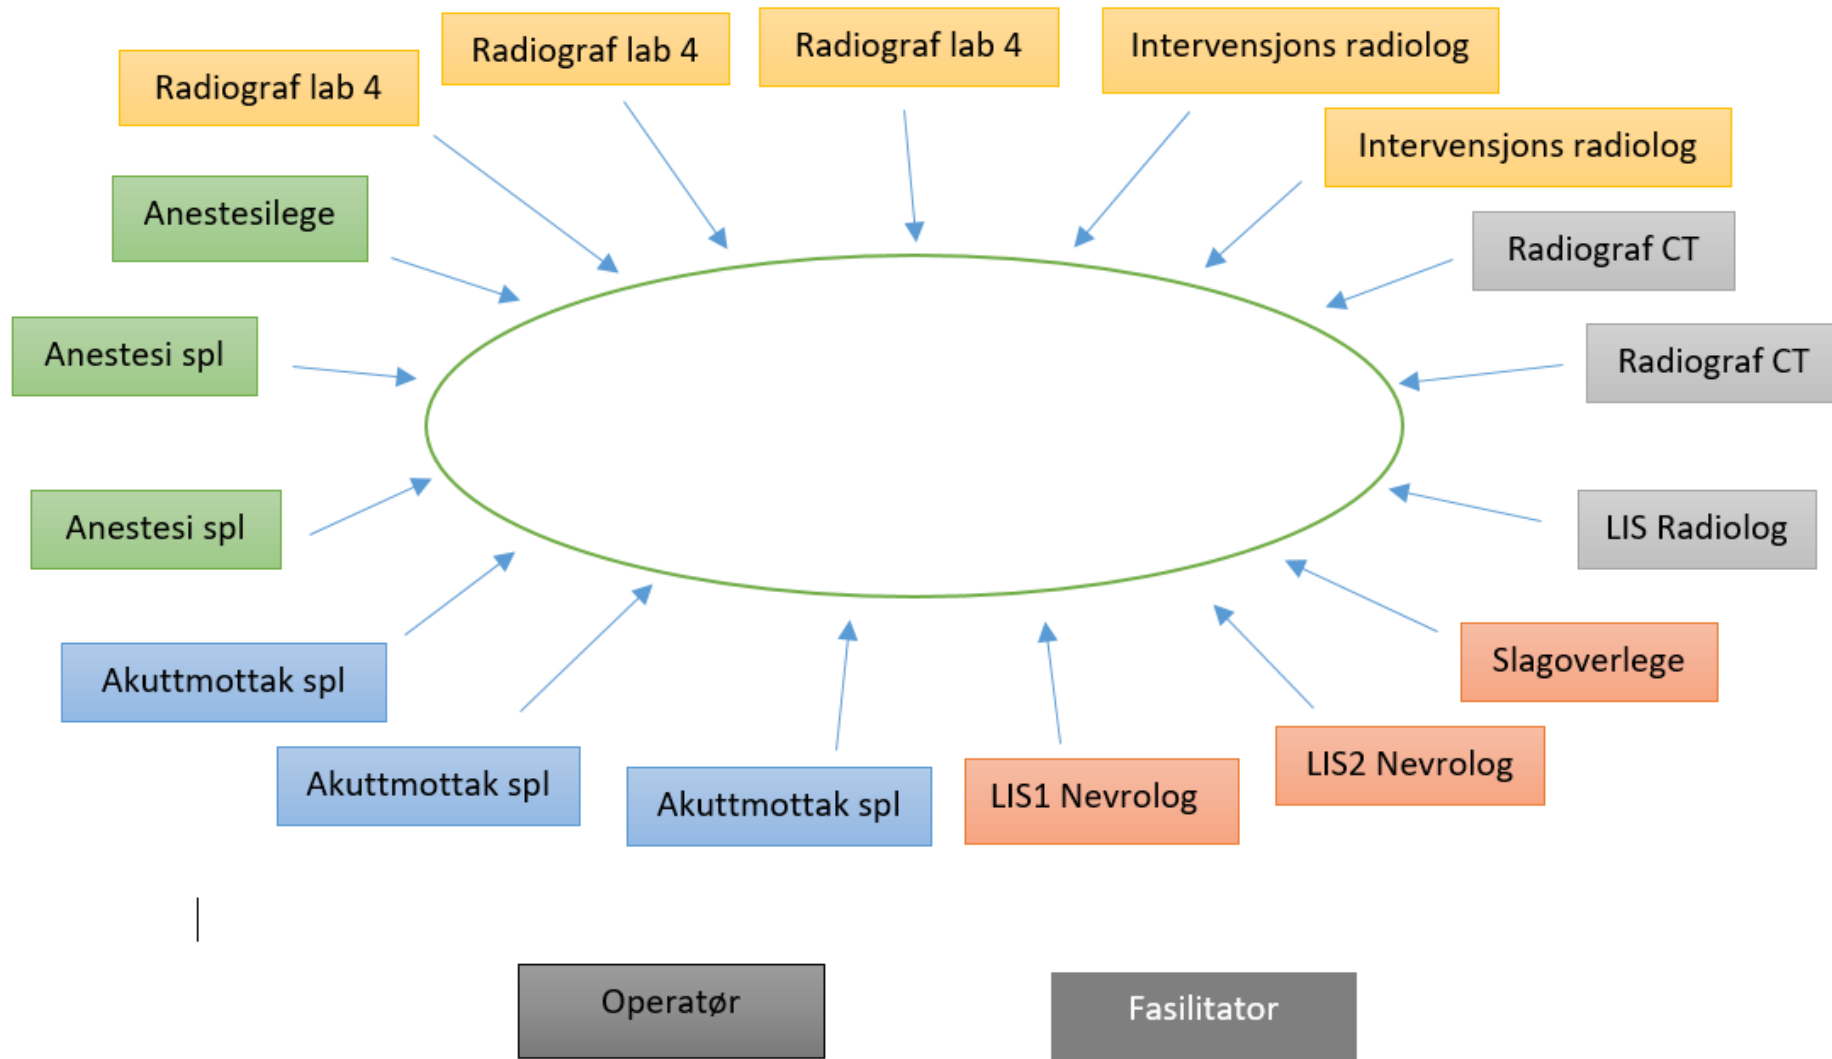 Radiograf lab 4
Radiograf lab 4
Radiograf lab 4
Intervensjons radiolog
Intervensjons radiolog
Anestesilege
Radiograf CT
Anestesi spl
Radiograf CT
Anestesi spl
LIS Radiolog
Akuttmottak spl
Slagoverlege
Akuttmottak spl
Akuttmottak spl
LIS1 Nevrolog
LIS2 Nevrolog
Operatør
Fasilitator